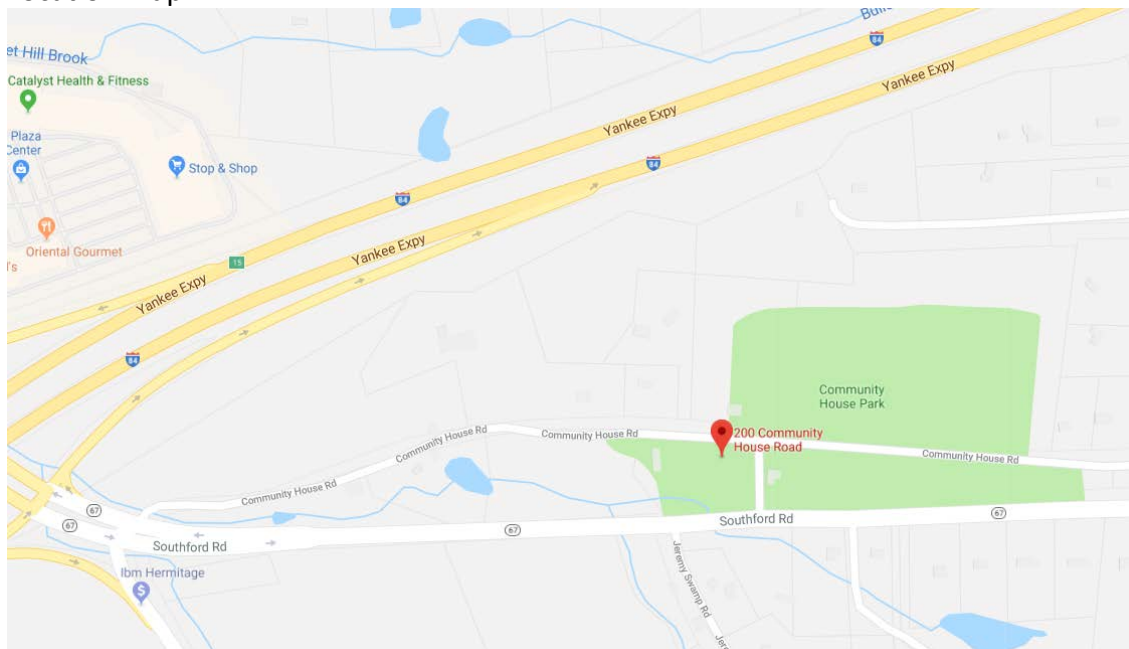 Yankee Expy
84
et Hill Brook
Catalyst Health & Fitness
Yankee Expy
84
Yankee Expy
Plaza
Center
Stop & Shop
84
84
Oriental Gourmet
Yankee Expy
15
Yankee Expy
84
Community
House Park
200 Community
House Road
Community House Rd
Community House Rd
Community House Rd
Community House Rd
67
67
67
67
Southford Rd
Southford Rd
Ibm Hermitage
Jeremy Swamp Rd